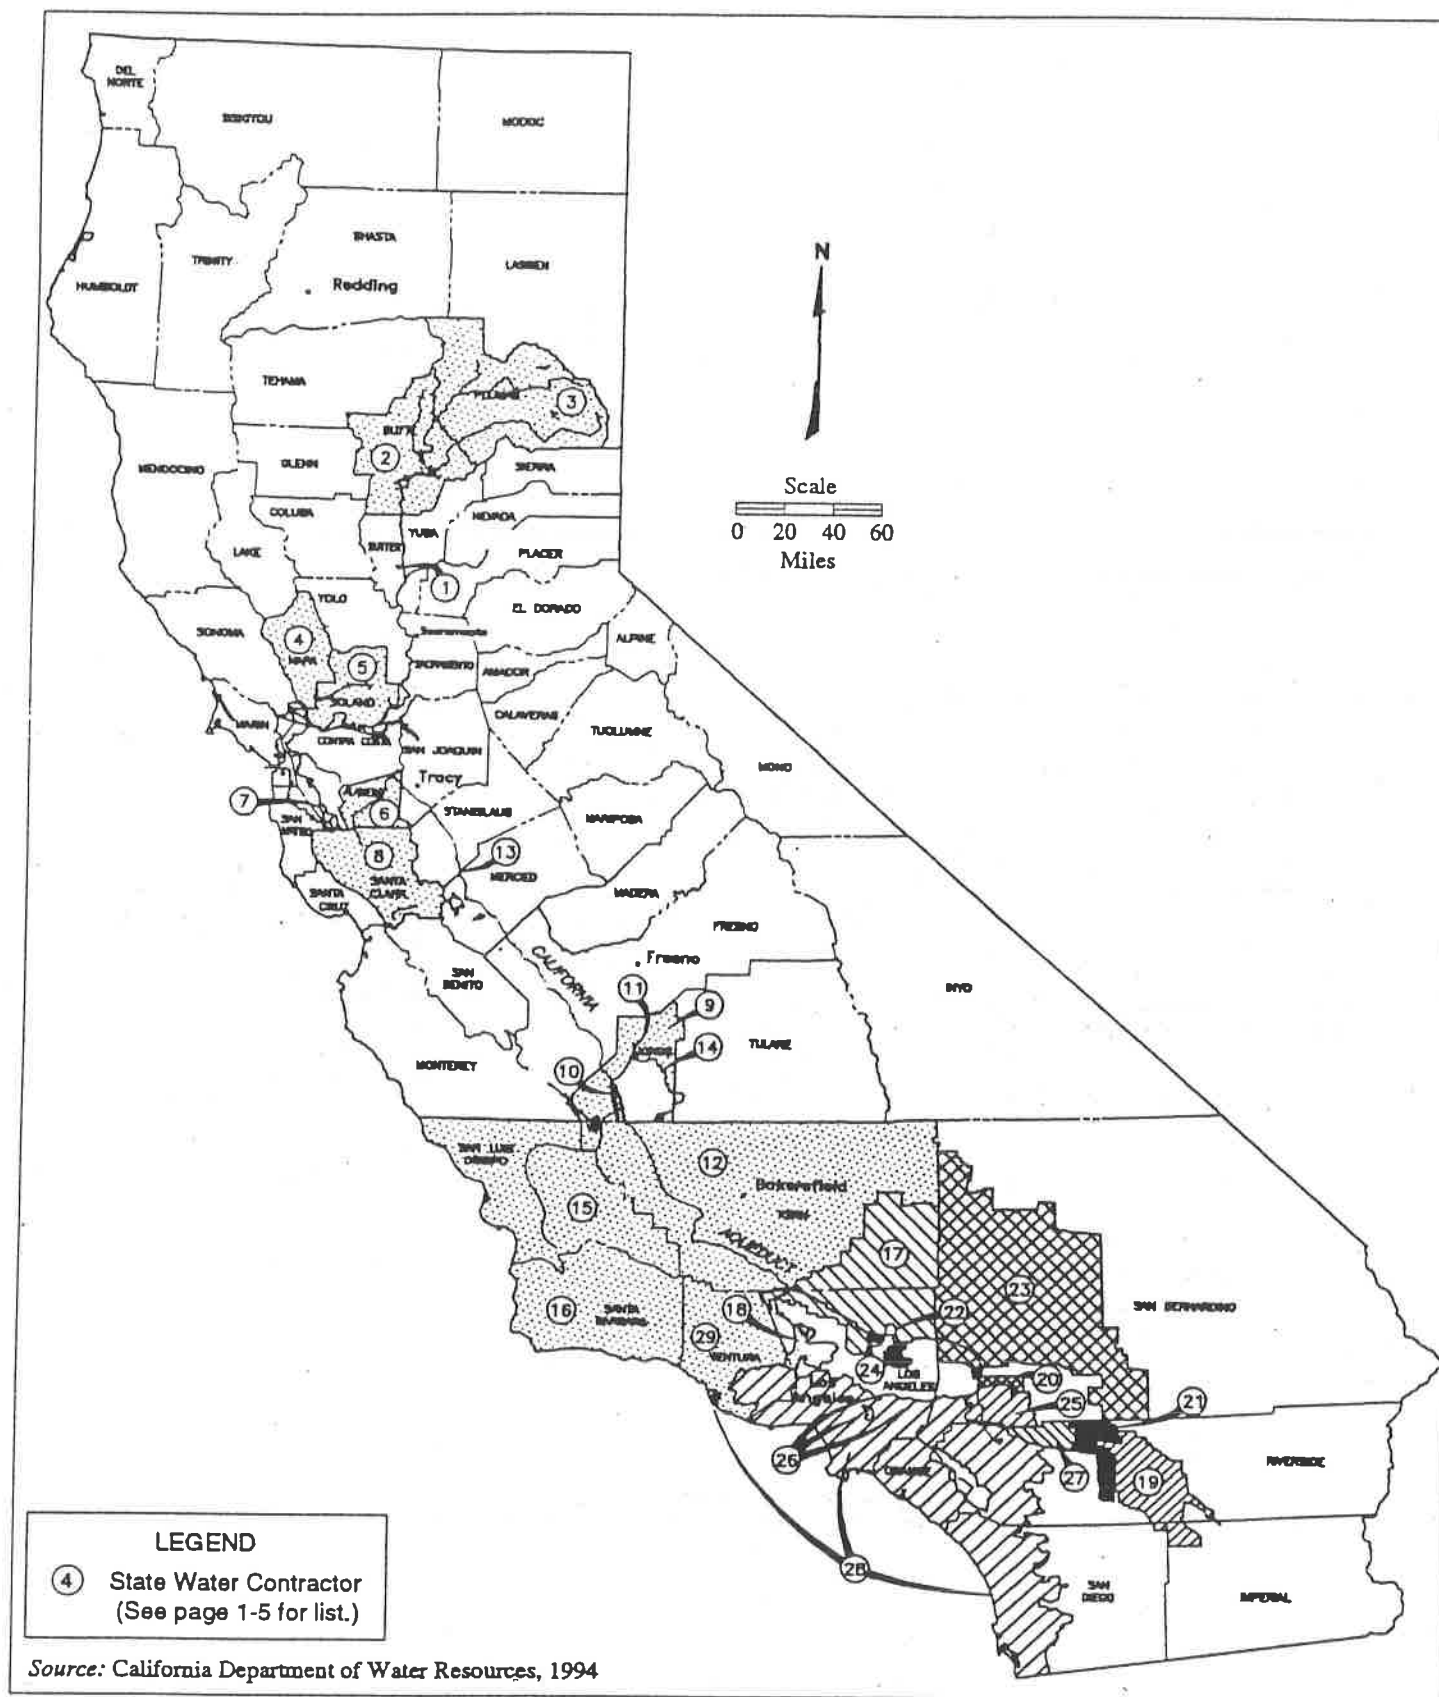 DEL
NORTE
SISKIYOU
MODOC
SHASTA
TRINITY
LASSEN
Redding
HUMBOLDT
N
TEHAMA
PLUMAS
3
BUTTE
2
MENDOCINO
GLENN
SIERRA
Scale
0 20 40 60
Miles
COLUSA
NEVADA
YUBA
SUTTER
LAKE
PLACER
1
YOLO
EL DORADO
4
SONOMA
Sacramento
ALPINE
NAPA
5
SACRAMENTO
AMADOR
SOLANO
CALAVERAS
MARIN
TUOLUMNE
CONTRA COSTA
SAN JOAQUIN
MONO
Tracy
ALAMEDA
7
6
STANISLAUS
SAN
MATEO
MARIPOSA
8
13
MERCED
SANTA
CLARA
SANTA
CRUZ
MADERA
FRESNO
Fresno
CALIFORNIA
SAN
BENITO
INYO
11
9
KINGS
14
TULARE
MONTEREY
10
SAN LUIS
OBISPO
12
Bakersfield
KERN
15
AQUEDUCT
17
23
SAN BERNARDINO
16
SANTA
BARBARA
18
22
29
VENTURA
24
LOS
ANGELES
20
Los
Angeles
25
21
26
ORANGE
27
19
RIVERSIDE
28
SAN
DIEGO
IMPERIAL
LEGEND
4 State Water Contractor
(See page 1-5 for list.)
Source: California Department of Water Resources, 1994